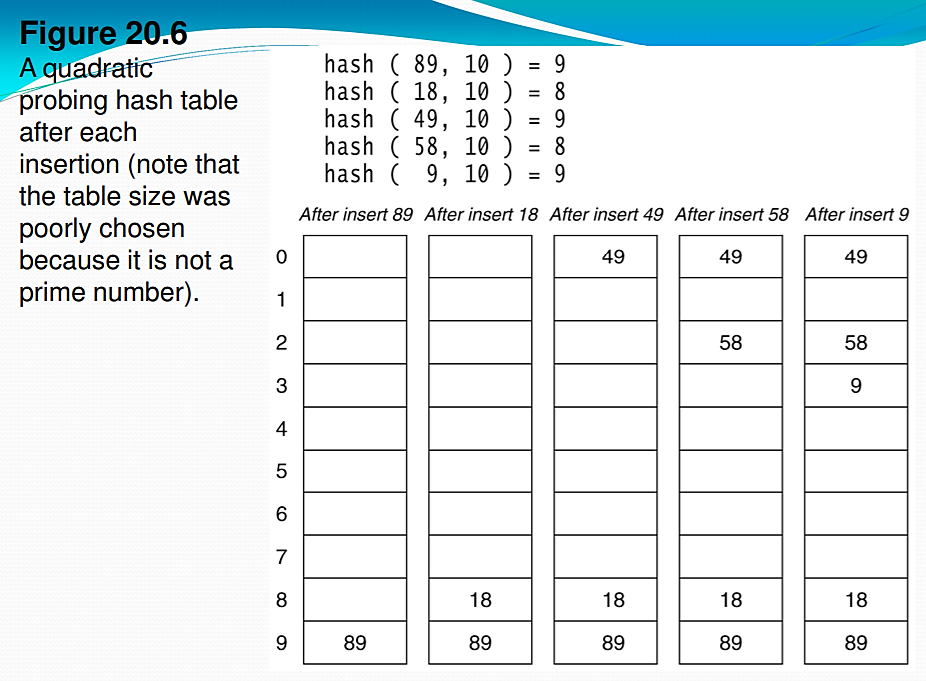 Figure 20.6
A quadratic
probing hash table
after each
insertion (note that
the table size was
poorly chosen
because it is not a
prime number).
hash ( 89, 10 ) = 9
hash ( 18, 10 ) = 8
hash ( 49, 10 ) = 9
hash ( 58, 10 ) = 8
hash ( 9, 10 ) = 9
After insert 89 After insert 18 After insert 49 After insert 58 After insert 9
0 49 49 49
1
2 58 58
3 9
4
5
6
7
8 18 18 18 18
9 89 89 89 89 89